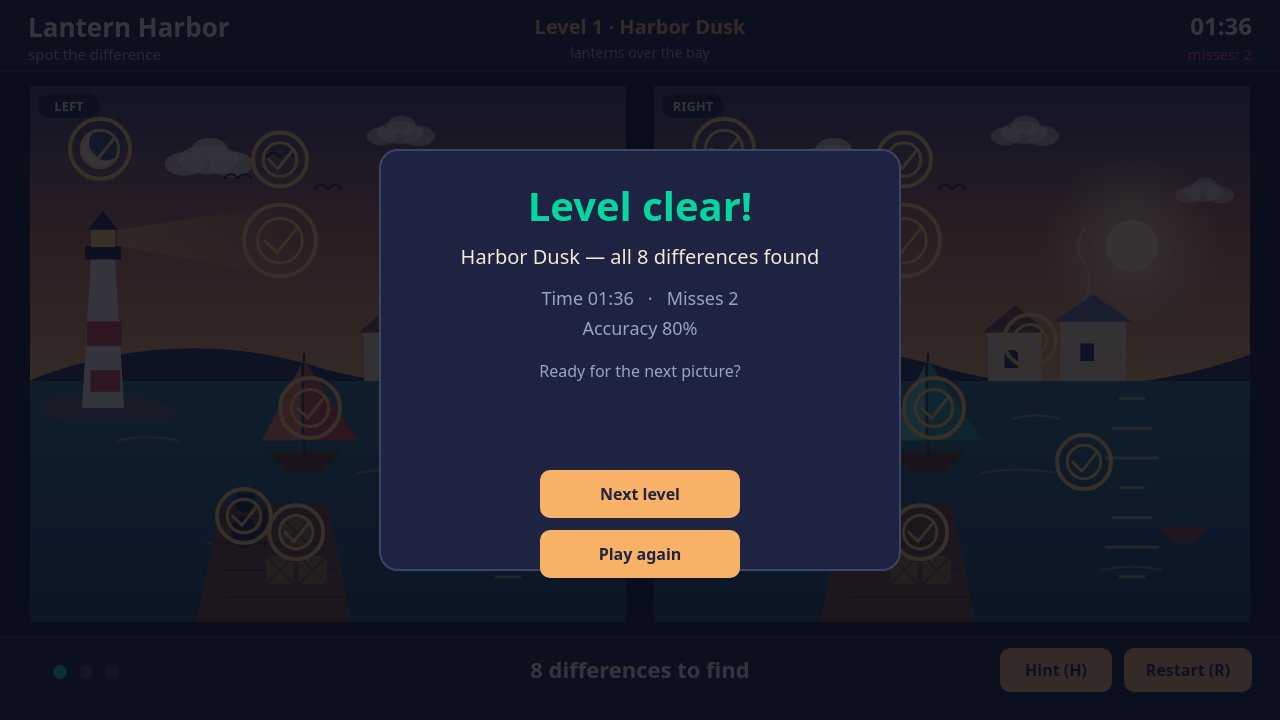 Lantern Harbor
spot the difference
Level 1 · Harbor Dusk
lanterns over the bay
01:36
misses: 2
LEFT
RIGHT
Level clear!
Harbor Dusk — all 8 differences found
Time 01:36 · Misses 2
Accuracy 80%
Ready for the next picture?
Next level
Play again
8 differences to find
Hint (H)
Restart (R)